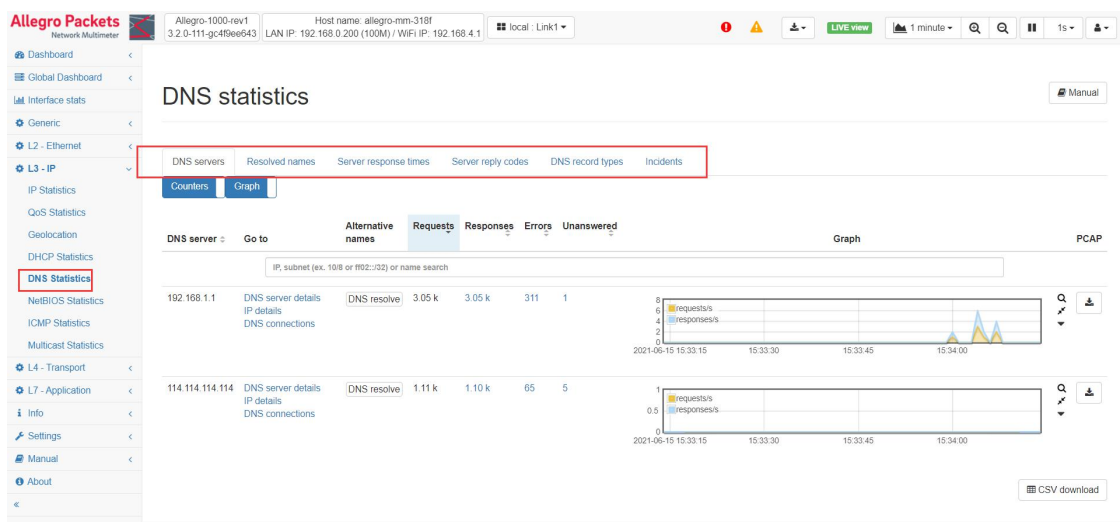 Allegro Packets
Network Multimeter
Allegro-1000-rev1
3.2.0-111-gc4f9ee643
Host name: allegro-mm-318f
LAN IP: 192.168.0.200 (100M) / WiFi IP: 192.168.4.1
local : Link1
LIVE view
1 minute
1s
Dashboard
Global Dashboard
Interface stats
Generic
L2 - Ethernet
L3 - IP
IP Statistics
QoS Statistics
Geolocation
DHCP Statistics
DNS Statistics
NetBIOS Statistics
ICMP Statistics
Multicast Statistics
L4 - Transport
L7 - Application
Info
Settings
Manual
About
«
DNS statistics
Manual
DNS servers Resolved names Server response times Server reply codes DNS record types Incidents
Counters Graph
DNS server Go to Alternative names Requests Responses Errors Unanswered Graph PCAP
IP, subnet (ex. 10/8 or ff02::/32) or name search
192.168.1.1 DNS server details DNS resolve 3.05 k 3.05 k 311 1
IP details
DNS connections
8
6
4
2
0
requests/s
responses/s
2021-06-15 15:33:15 15:33:30 15:33:45 15:34:00
114.114.114.114 DNS server details DNS resolve 1.11 k 1.10 k 65 5
IP details
DNS connections
1
0.5
0
requests/s
responses/s
2021-06-15 15:33:15 15:33:30 15:33:45 15:34:00
CSV download